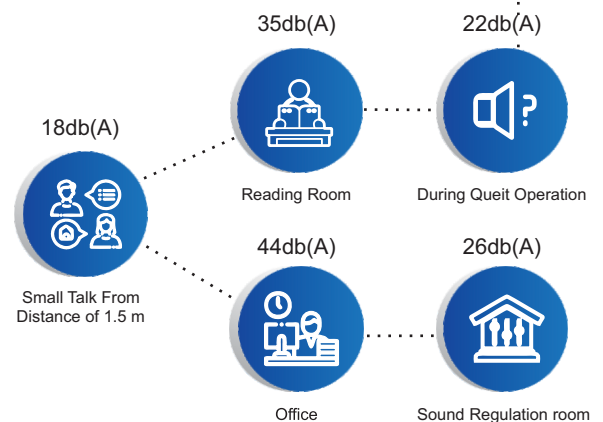 35db(A)
22db(A)
18db(A)
Reading Room
During Queit Operation
44db(A)
26db(A)
Small Talk From
Distance of 1.5 m
Office
Sound Regulation room